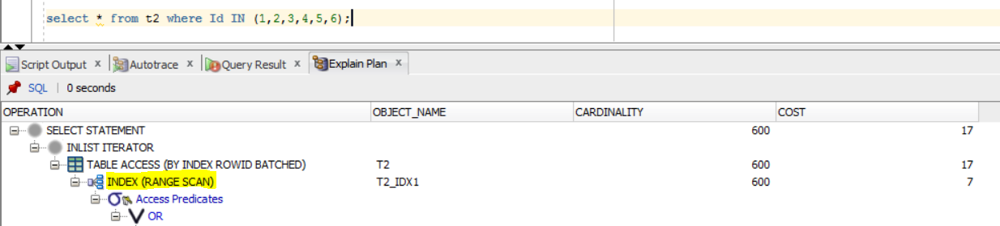 select * from t2 where Id IN (1,2,3,4,5,6);
Script Output x Autotrace x Query Result x Explain Plan x
SQL | 0 seconds
OPERATION OBJECT_NAME CARDINALITY COST
SELECT STATEMENT 600 17
INLIST ITERATOR
TABLE ACCESS (BY INDEX ROWID BATCHED) T2 600 17
INDEX (RANGE SCAN) T2_IDX1 600 7
Access Predicates
OR